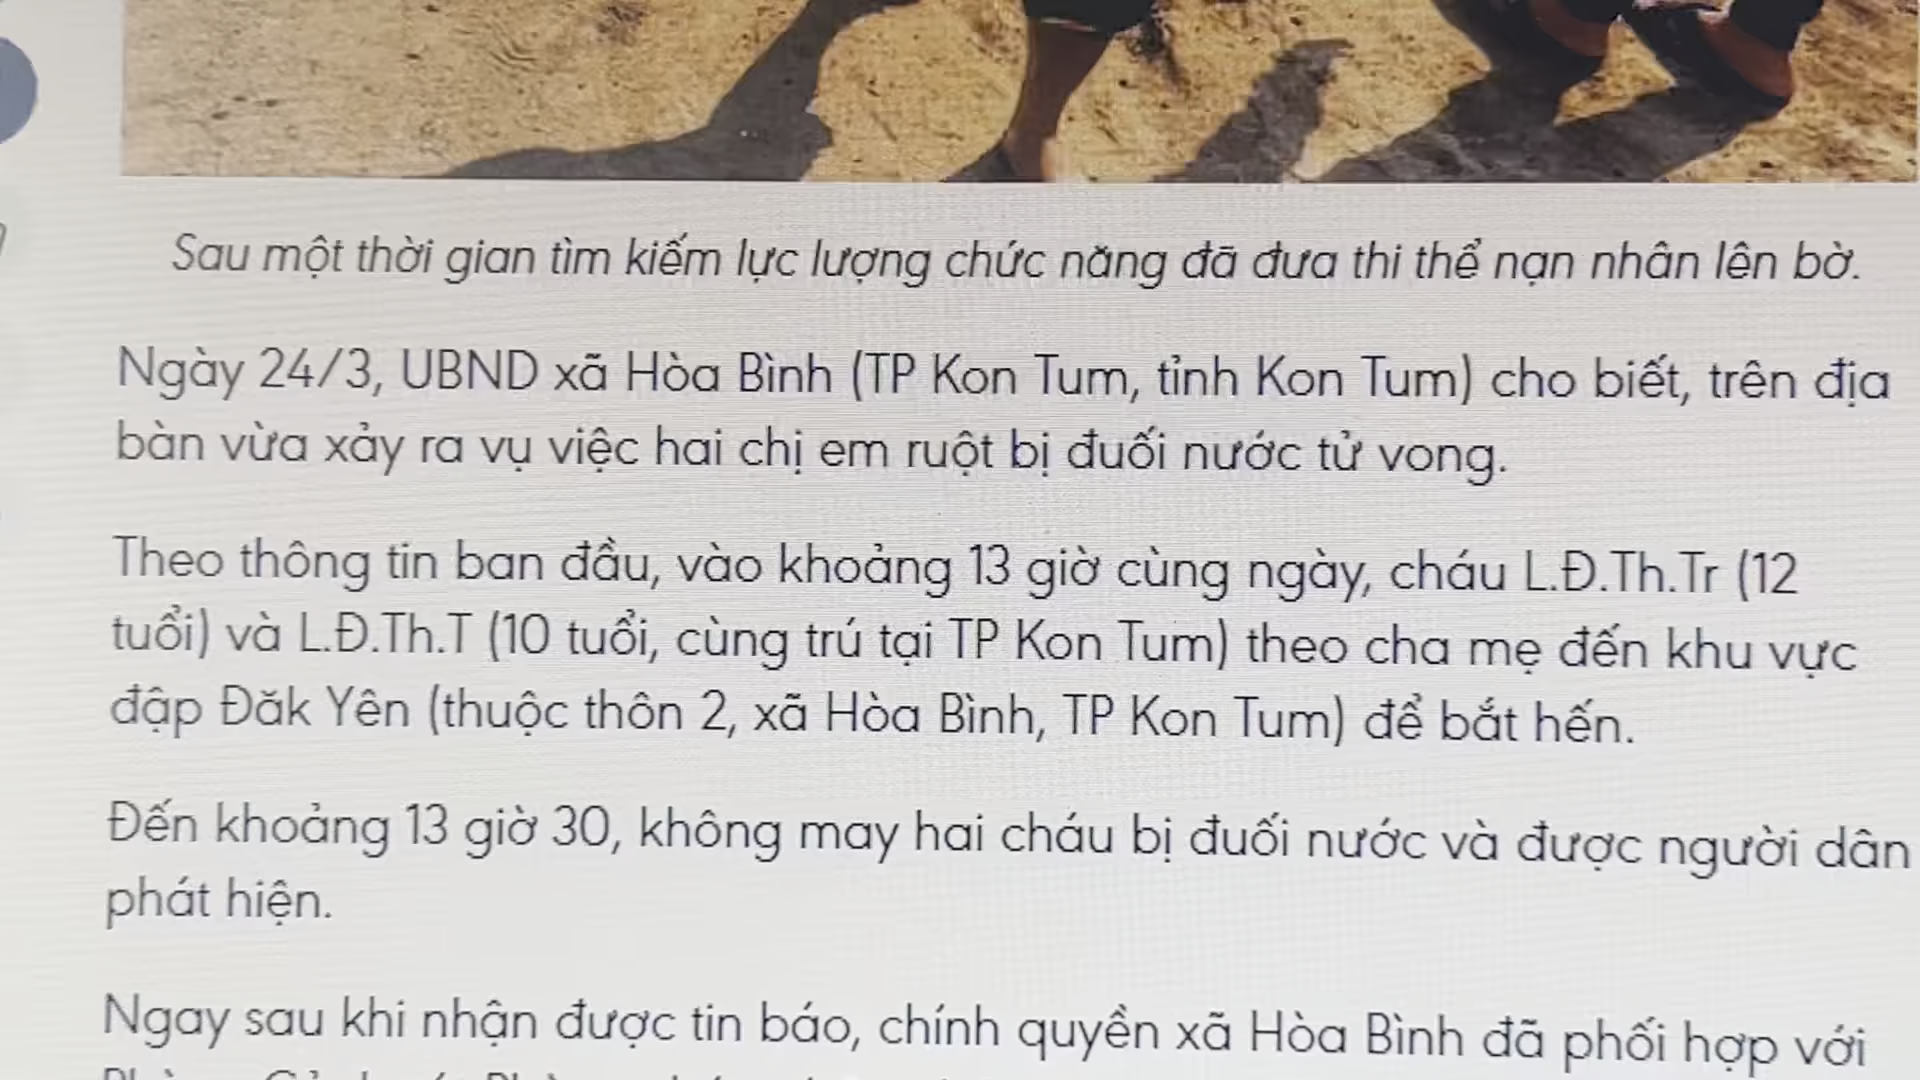 Sau một thời gian tìm kiếm lực lượng chức năng đã đưa thi thể nạn nhân lên bờ.
Ngày 24/3, UBND xã Hòa Bình (TP Kon Tum, tỉnh Kon Tum) cho biết, trên địa
bàn vừa xảy ra vụ việc hai chị em ruột bị đuối nước tử vong.
Theo thông tin ban đầu, vào khoảng 13 giờ cùng ngày, cháu L.Đ.Th.Tr (12
tuổi) và L.Đ.Th.T (10 tuổi, cùng trú tại TP Kon Tum) theo cha mẹ đến khu vực
đập Đăk Yên (thuộc thôn 2, xã Hòa Bình, TP Kon Tum) để bắt hến.
Đến khoảng 13 giờ 30, không may hai cháu bị đuối nước và được người dân
phát hiện.
Ngay sau khi nhận được tin báo, chính quyền xã Hòa Bình đã phối hợp với